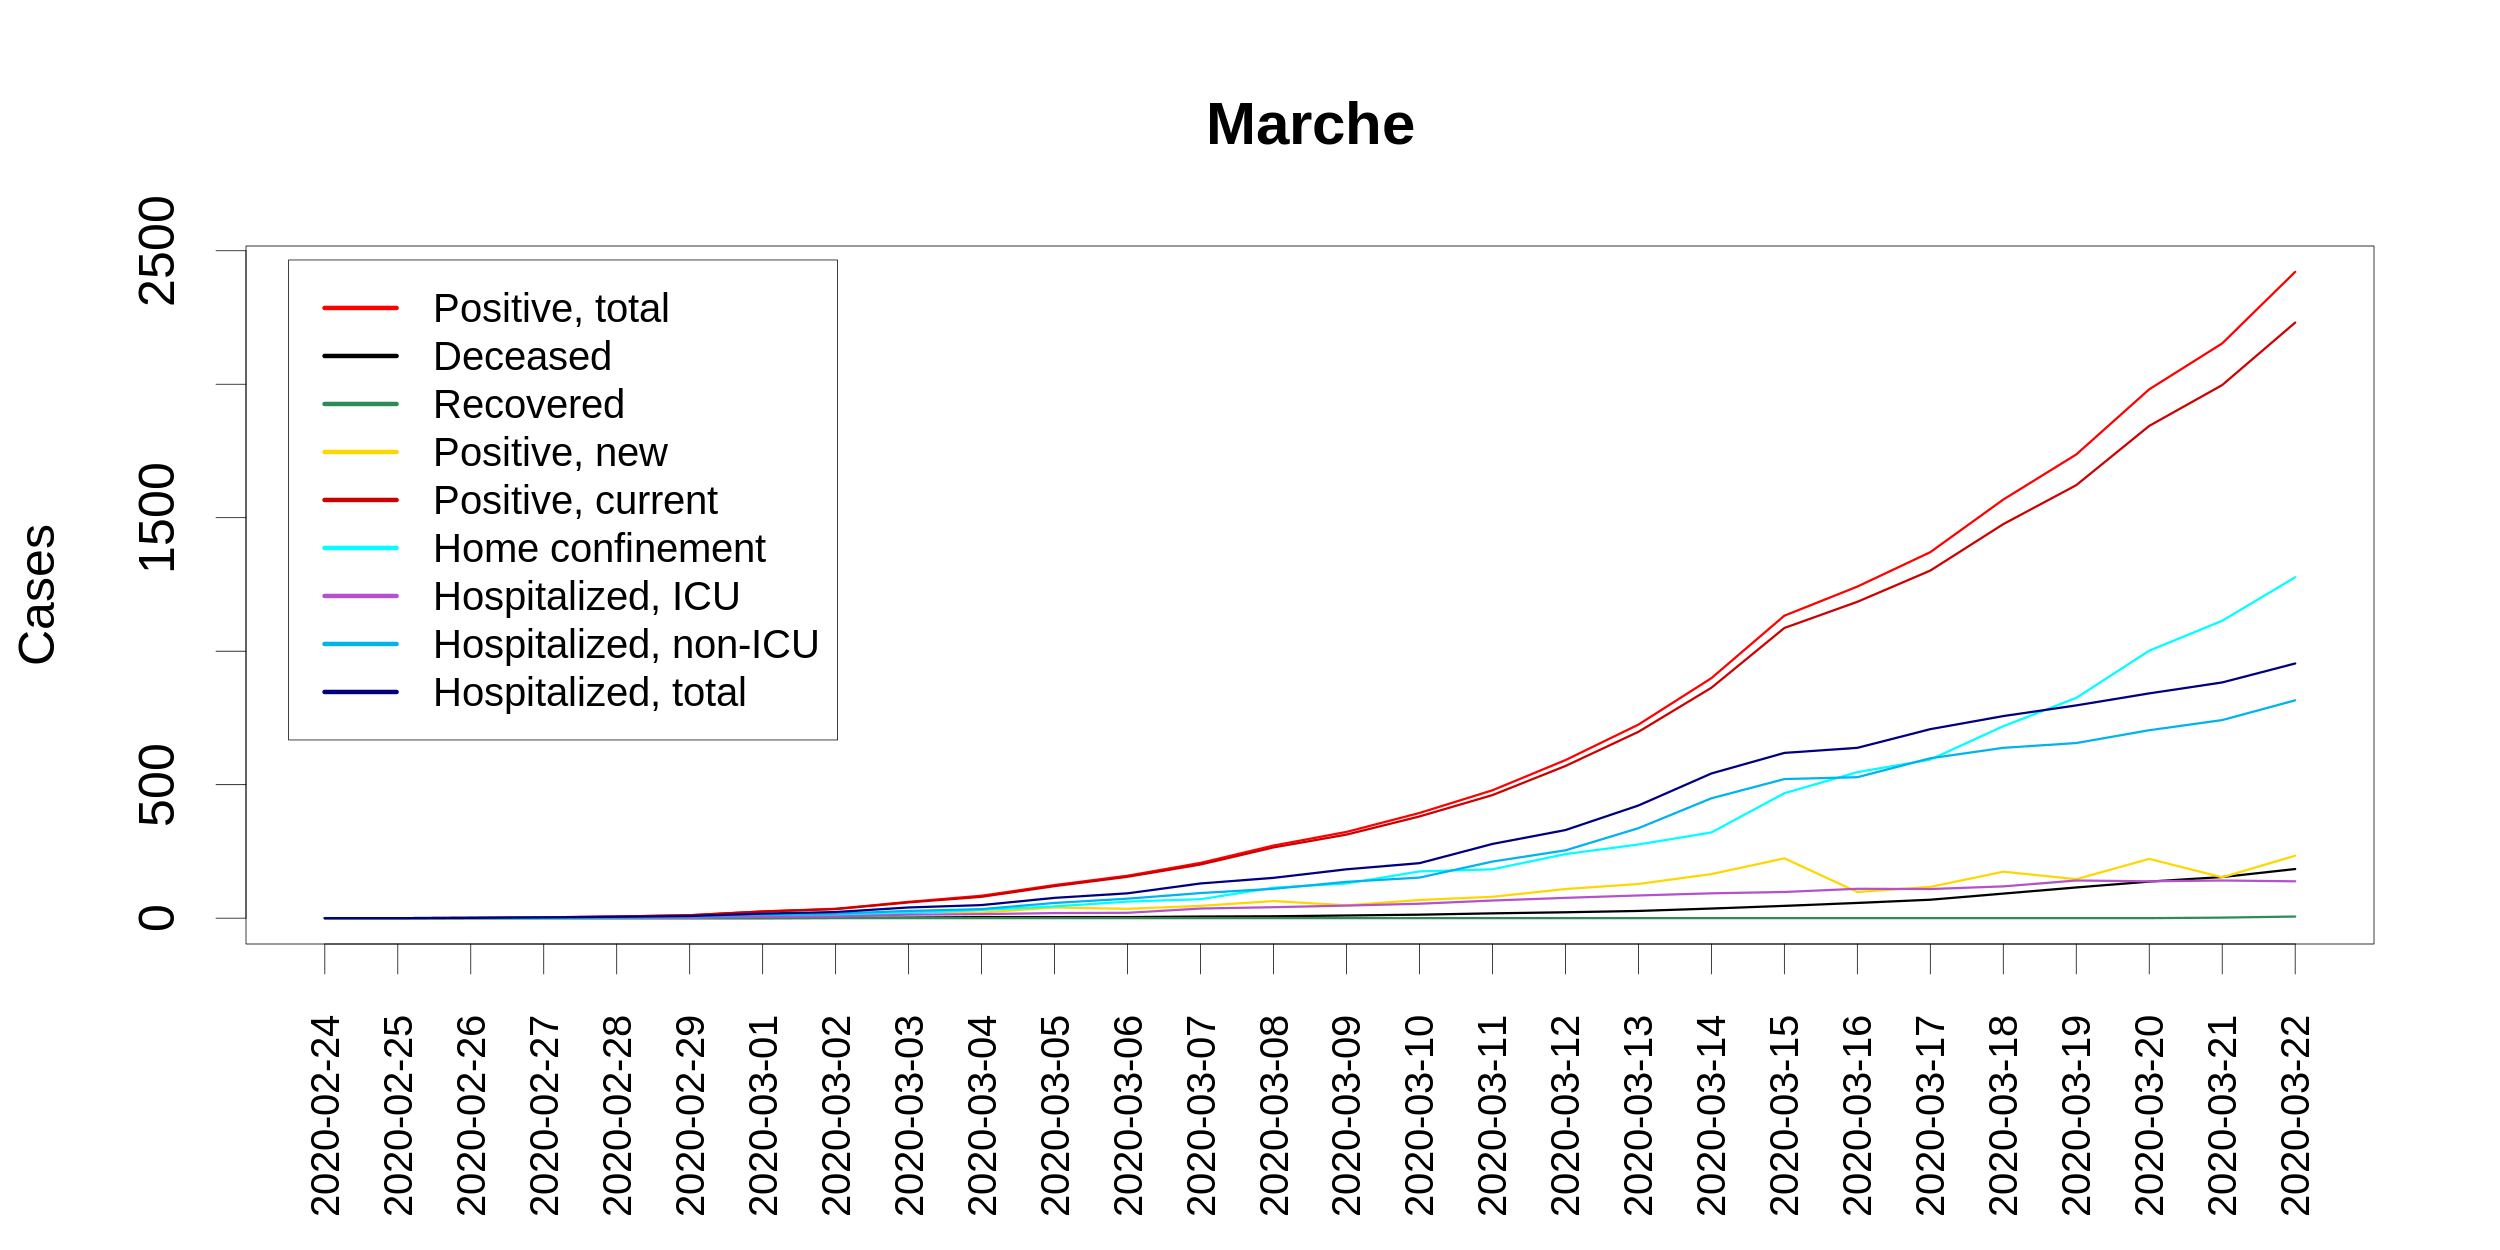 Marche
Cases
2500
1500
500
0
Positive, total
Deceased
Recovered
Positive, new
Positive, current
Home confinement
Hospitalized, ICU
Hospitalized, non-ICU
Hospitalized, total
2020-02-24
2020-02-25
2020-02-26
2020-02-27
2020-02-28
2020-02-29
2020-03-01
2020-03-02
2020-03-03
2020-03-04
2020-03-05
2020-03-06
2020-03-07
2020-03-08
2020-03-09
2020-03-10
2020-03-11
2020-03-12
2020-03-13
2020-03-14
2020-03-15
2020-03-16
2020-03-17
2020-03-18
2020-03-19
2020-03-20
2020-03-21
2020-03-22